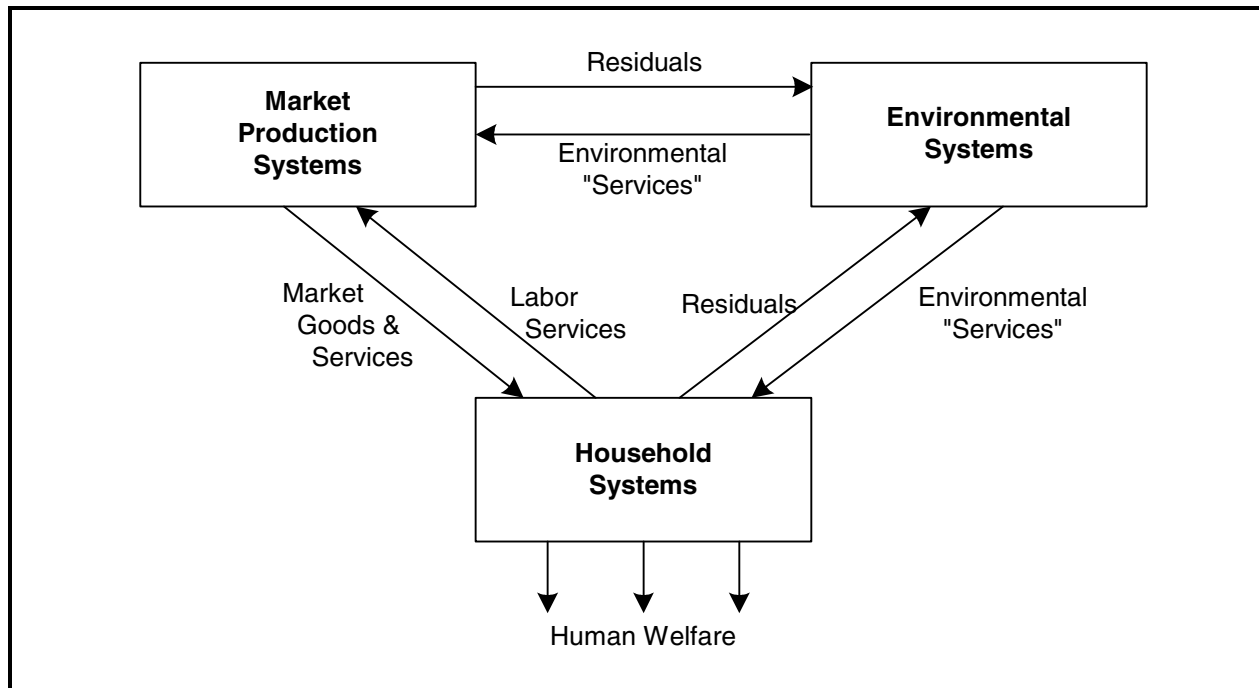 Residuals
Market
Production
Systems
Environmental
Systems
Environmental
"Services"
Market
Goods &
Services
Labor
Services
Residuals
Environmental
"Services"
Household
Systems
Human Welfare